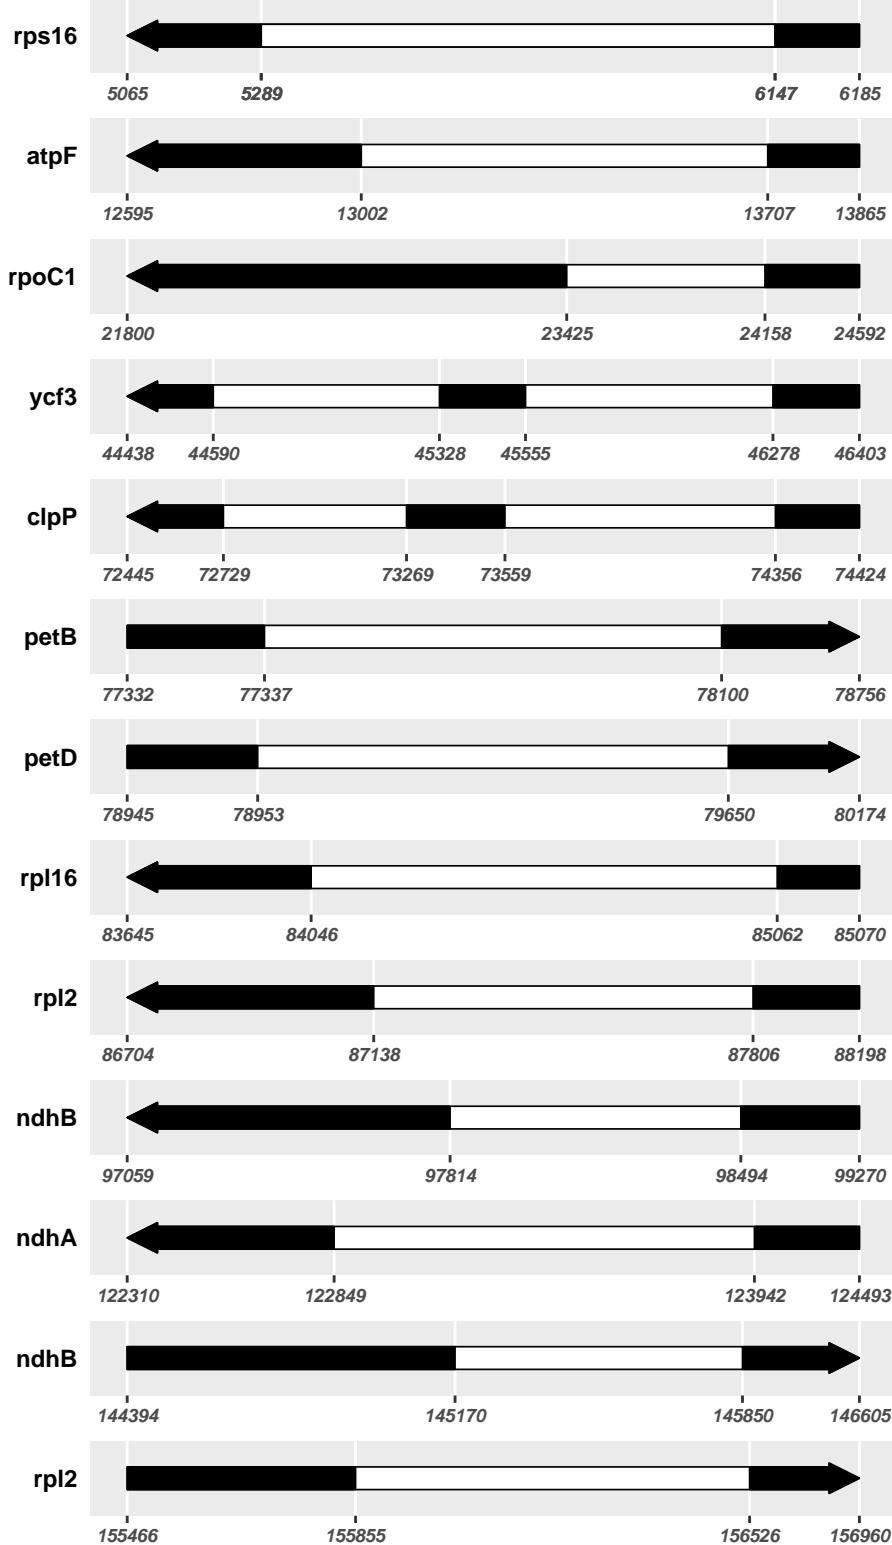 rps16
5065 5289 6147 6185
atpF
12595 13002 13707 13865
rpoC1
21800 23425 24158 24592
ycf3
44438 44590 45328 45555 46278 46403
clpP
72445 72729 73269 73559 74356 74424
petB
77332 77337 78100 78756
petD
78945 78953 79650 80174
rpl16
83645 84046 85062 85070
rpl2
86704 87138 87806 88198
ndhB
97059 97814 98494 99270
ndhA
122310 122849 123942 124493
ndhB
144394 145170 145850 146605
rpl2
155466 155855 156526 156960